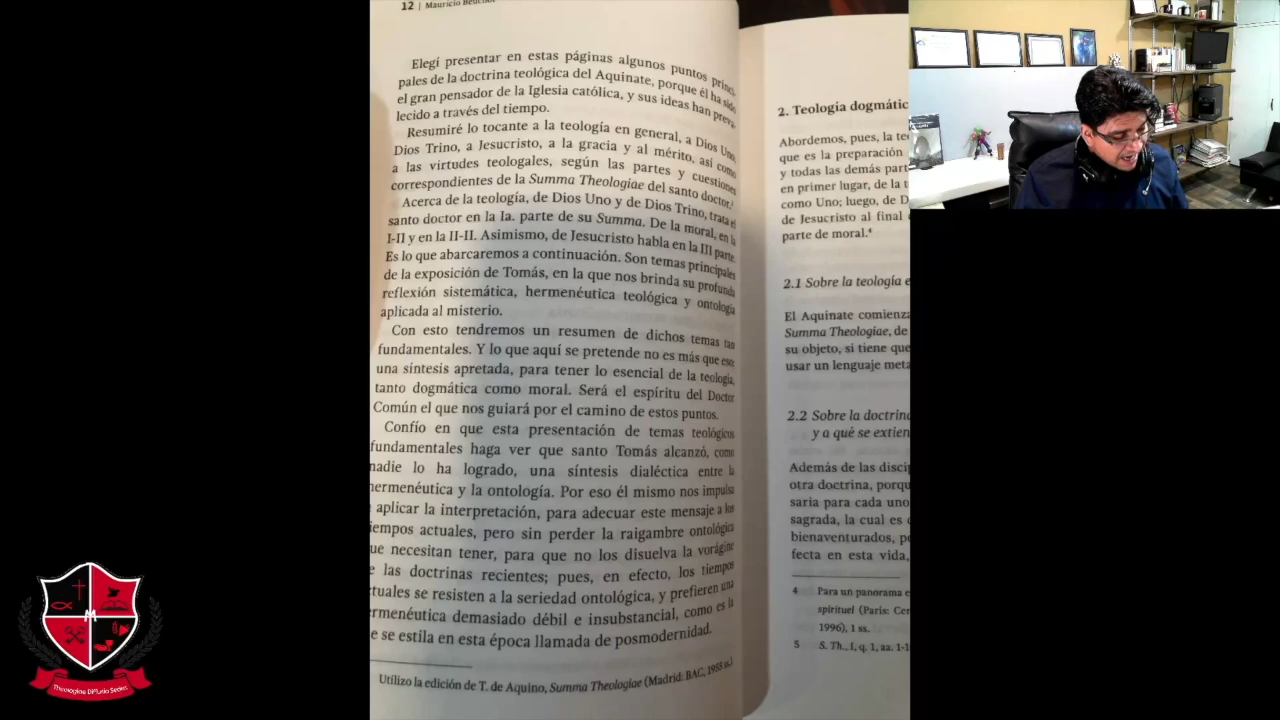 12 | Mauricio Beuchot
Elegí presentar en estas páginas algunos puntos princi-
pales de la doctrina teológica del Aquinate, porque él ha sido
el gran pensador de la Iglesia católica, y sus ideas han preva-
lecido a través del tiempo.
Resumiré lo tocante a la teología en general, a Dios Uno,
Dios Trino, a Jesucristo, a la gracia y al mérito, así como
a las virtudes teologales, según las partes y cuestiones
correspondientes de la Summa Theologiae del santo doctor.
Acerca de la teología, de Dios Uno y de Dios Trino, trata el
santo doctor en la Ia. parte de su Summa. De la moral, en la
I-II y en la II-II. Asimismo, de Jesucristo habla en la III parte.
Es lo que abarcaremos a continuación. Son temas principales
de la exposición de Tomás, en la que nos brinda su profunda
reflexión sistemática, hermenéutica teológica y ontología
aplicada al misterio.
Con esto tendremos un resumen de dichos temas tan
fundamentales. Y lo que aquí se pretende no es más que eso:
una síntesis apretada, para tener lo esencial de la teología,
tanto dogmática como moral. Será el espíritu del Doctor
Común el que nos guiará por el camino de estos puntos.
Confío en que esta presentación de temas teológicos
fundamentales haga ver que santo Tomás alcanzó, como
nadie lo ha logrado, una síntesis dialéctica entre la
hermenéutica y la ontología. Por eso él mismo nos impulsa
aplicar la interpretación, para adecuar este mensaje a los
iempos actuales, pero sin perder la raigambre ontológica
ue necesitan tener, para que no los disuelva la vorágine
e las doctrinas recientes; pues, en efecto, los tiempos
ctuales se resisten a la seriedad ontológica, y prefieren una
ermenéutica demasiado débil e insubstancial, como es la
e se estila en esta época llamada de posmodernidad.
Utilizo la edición de T. de Aquino, Summa Theologiae (Madrid: BAC, 1955 ss.)
2. Teología dogmátic
Abordemos, pues, la te
que es la preparación
y todas las demás part
en primer lugar, de la t
como Uno; luego, de D
de Jesucristo al final
parte de moral.⁴
2.1 Sobre la teología e
El Aquinate comienza
Summa Theologiae, de
su objeto, si tiene que
usar un lenguaje meta
2.2 Sobre la doctrina
y a qué se extien
Además de las discip
otra doctrina, porqu
saria para cada uno
sagrada, la cual es
bienaventurados, p
fecta en esta vida,
4 Para un panorama e
spirituel (París: Cer
1996), 1 ss.
5 S. Th., I, q. 1, aa. 1-1
M
Theologiae Diffusio Sedes